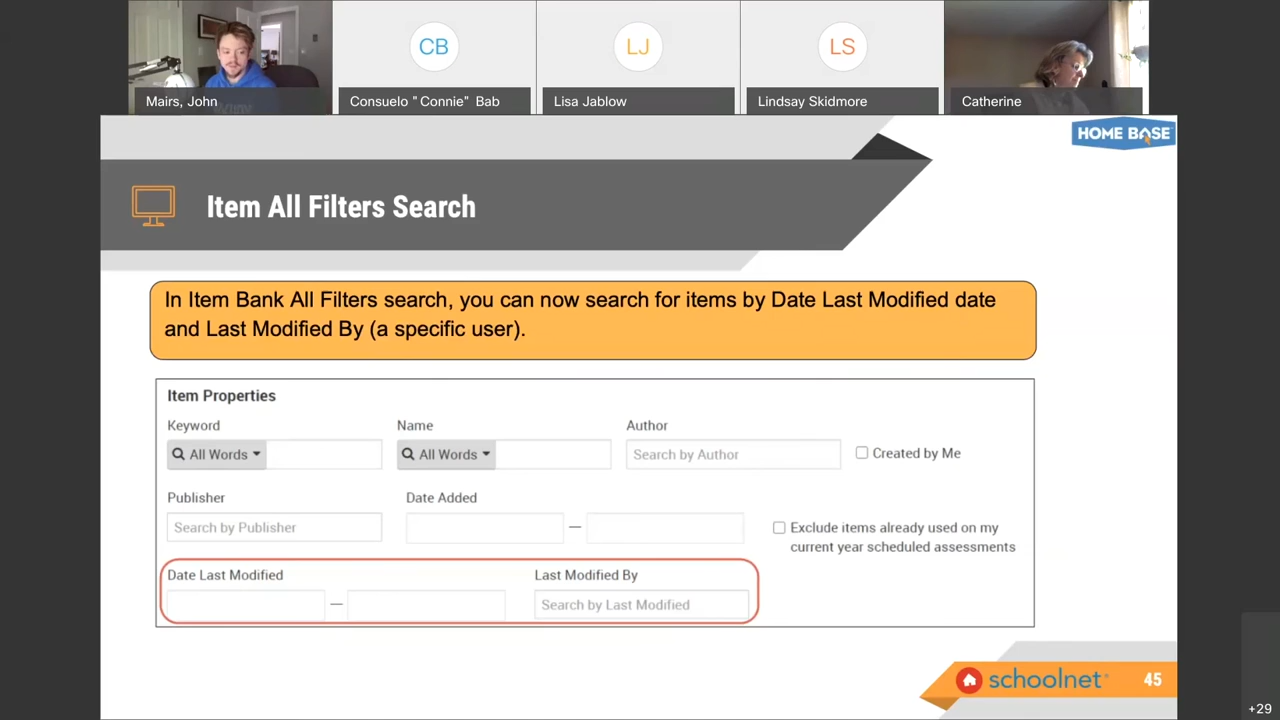 CB
LJ
LS
Mairs, John
Consuelo "Connie" Bab
Lisa Jablow
Lindsay Skidmore
Catherine
HOME BASE
Item All Filters Search
In Item Bank All Filters search, you can now search for items by Date Last Modified date
and Last Modified By (a specific user).
Item Properties
Keyword
Name
Author
All Words
All Words
Search by Author
Created by Me
Publisher
Date Added
Search by Publisher
—
Exclude items already used on my
current year scheduled assessments
Date Last Modified
Last Modified By
—
Search by Last Modified
schoolnet
45
+29